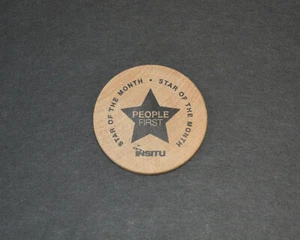 STAR OF THE MONTH • STAR OF THE MONTH
PEOPLE
FIRST
INSITU